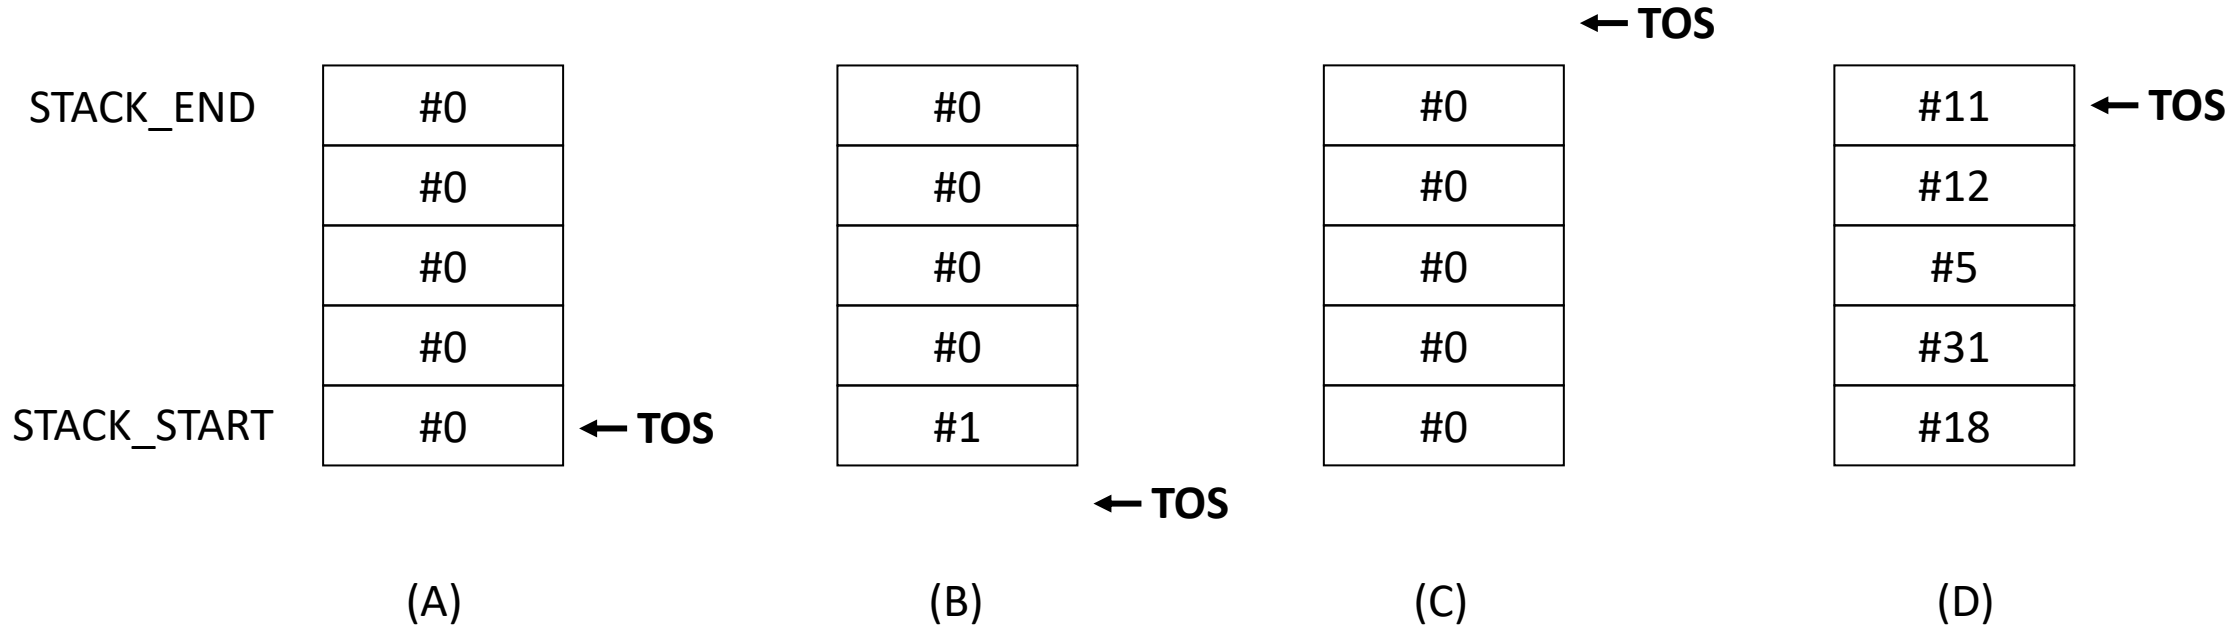 ← TOS
STACK_END #0 #0 #0 #11 ← TOS
#0 #0 #0 #12
#0 #0 #0 #5
#0 #0 #0 #31
STACK_START #0 ← TOS #1 #0 #18
← TOS
(A) (B) (C) (D)